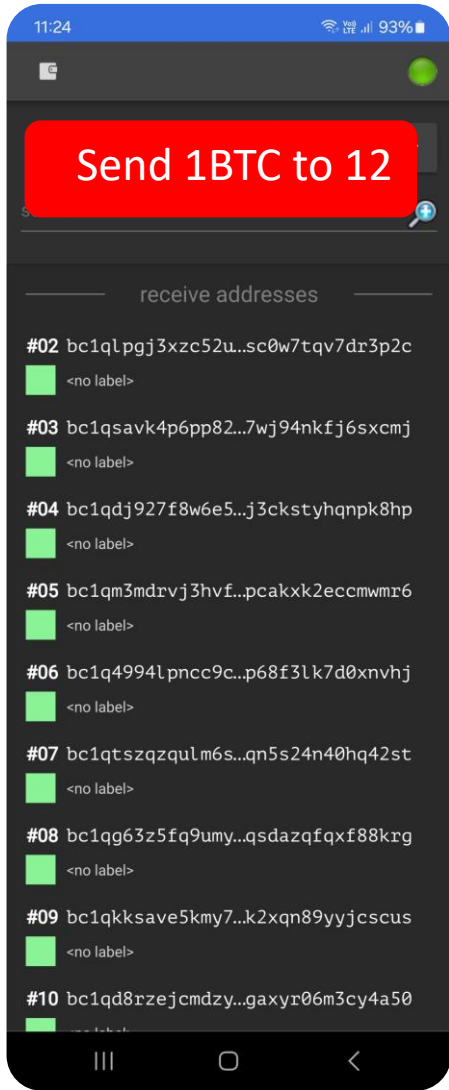 11:24
Vo)) LTE 93%
Send 1BTC to 12
receive addresses
#02 bc1qlpgj3xzc52u…sc0w7tqv7dr3p2c
<no label>
#03 bc1qsavk4p6pp82…7wj94nkfj6sxcmj
<no label>
#04 bc1qdj927f8w6e5…j3ckstyhqnpk8hp
<no label>
#05 bc1qm3mdrvj3hvf…pcakxk2eccmwmr6
<no label>
#06 bc1q4994lpncc9c…p68f3lk7d0xnvhj
<no label>
#07 bc1qtszqzqulm6s…qn5s24n40hq42st
<no label>
#08 bc1qg63z5fq9umy…qsdazqfqxf88krg
<no label>
#09 bc1qkksave5kmy7…k2xqn89yyjcscus
<no label>
#10 bc1qd8rzejcmdzy…gaxyr06m3cy4a50